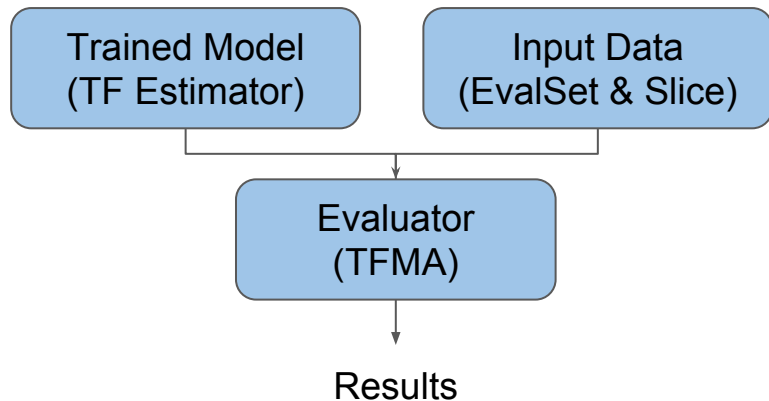 Trained Model
(TF Estimator)
Input Data
(EvalSet & Slice)
Evaluator
(TFMA)
Results